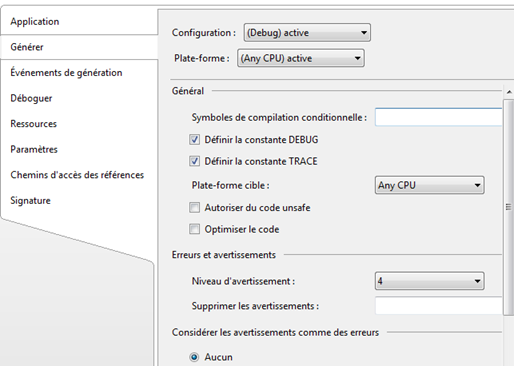 Application
Générer
Événements de génération
Déboguer
Ressources
Paramètres
Chemins d'accès des références
Signature
Configuration : (Debug) active
Plate-forme : (Any CPU) active
Général
Symboles de compilation conditionnelle :
Définir la constante DEBUG
Définir la constante TRACE
Plate-forme cible : Any CPU
Autoriser du code unsafe
Optimiser le code
Erreurs et avertissements
Niveau d'avertissement : 4
Supprimer les avertissements :
Considérer les avertissements comme des erreurs
Aucun